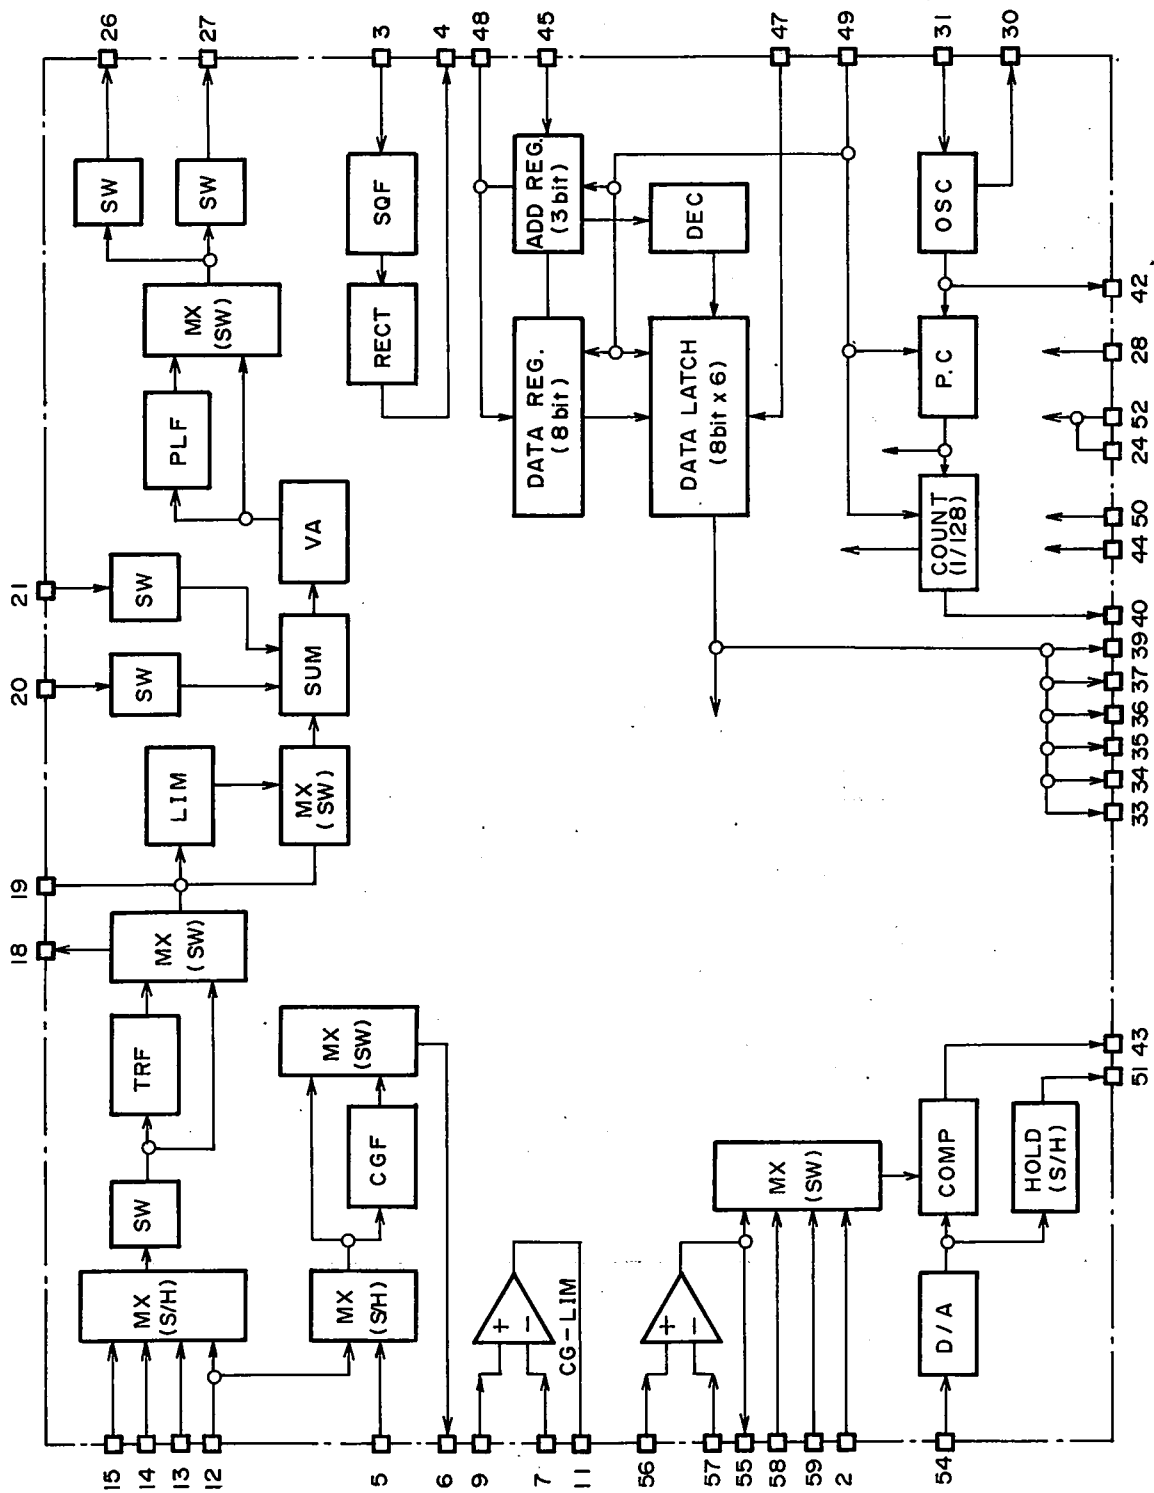 18
19
20
21
15
14
13
12
MX
(S/H)
SW
TRF
MX
(SW)
LIM
MX
(SW)
SW
SW
SUM
VA
PLF
MX
(SW)
SW
SW
26
27
5
6
MX
(S/H)
CGF
MX
(SW)
RECT
SQF
3
4
9
7
11
+
−
CG-LIM
DATA REG.
(8bit)
ADD REG.
(3bit)
48
45
56
57
55
58
59
2
+
−
MX
(SW)
DATA LATCH
(8bit x 6)
DEC
47
49
54
D/A
COMP
HOLD
(S/H)
COUNT
(1/128)
P.C
OSC
31
30
51
43
33
34
35
36
37
39
40
44
50
24
52
28
42